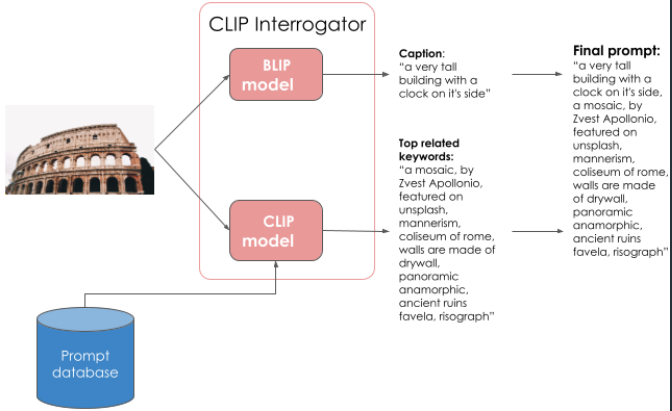 CLIP Interrogator
BLIP
model
CLIP
model
Prompt
database
Caption:
"a very tall
building with a
clock on it's side"
Top related
keywords:
"a mosaic, by
Zvest Apollonio,
featured on
unsplash,
mannerism,
coliseum of rome,
walls are made of
drywall,
panoramic
anamorphic,
ancient ruins
favela, risograph"
Final prompt:
"a very tall
building with a
clock on it's side,
a mosaic, by
Zvest Apollonio,
featured on
unsplash,
mannerism,
coliseum of rome,
walls are made
of drywall,
panoramic
anamorphic,
ancient ruins
favela, risograph"